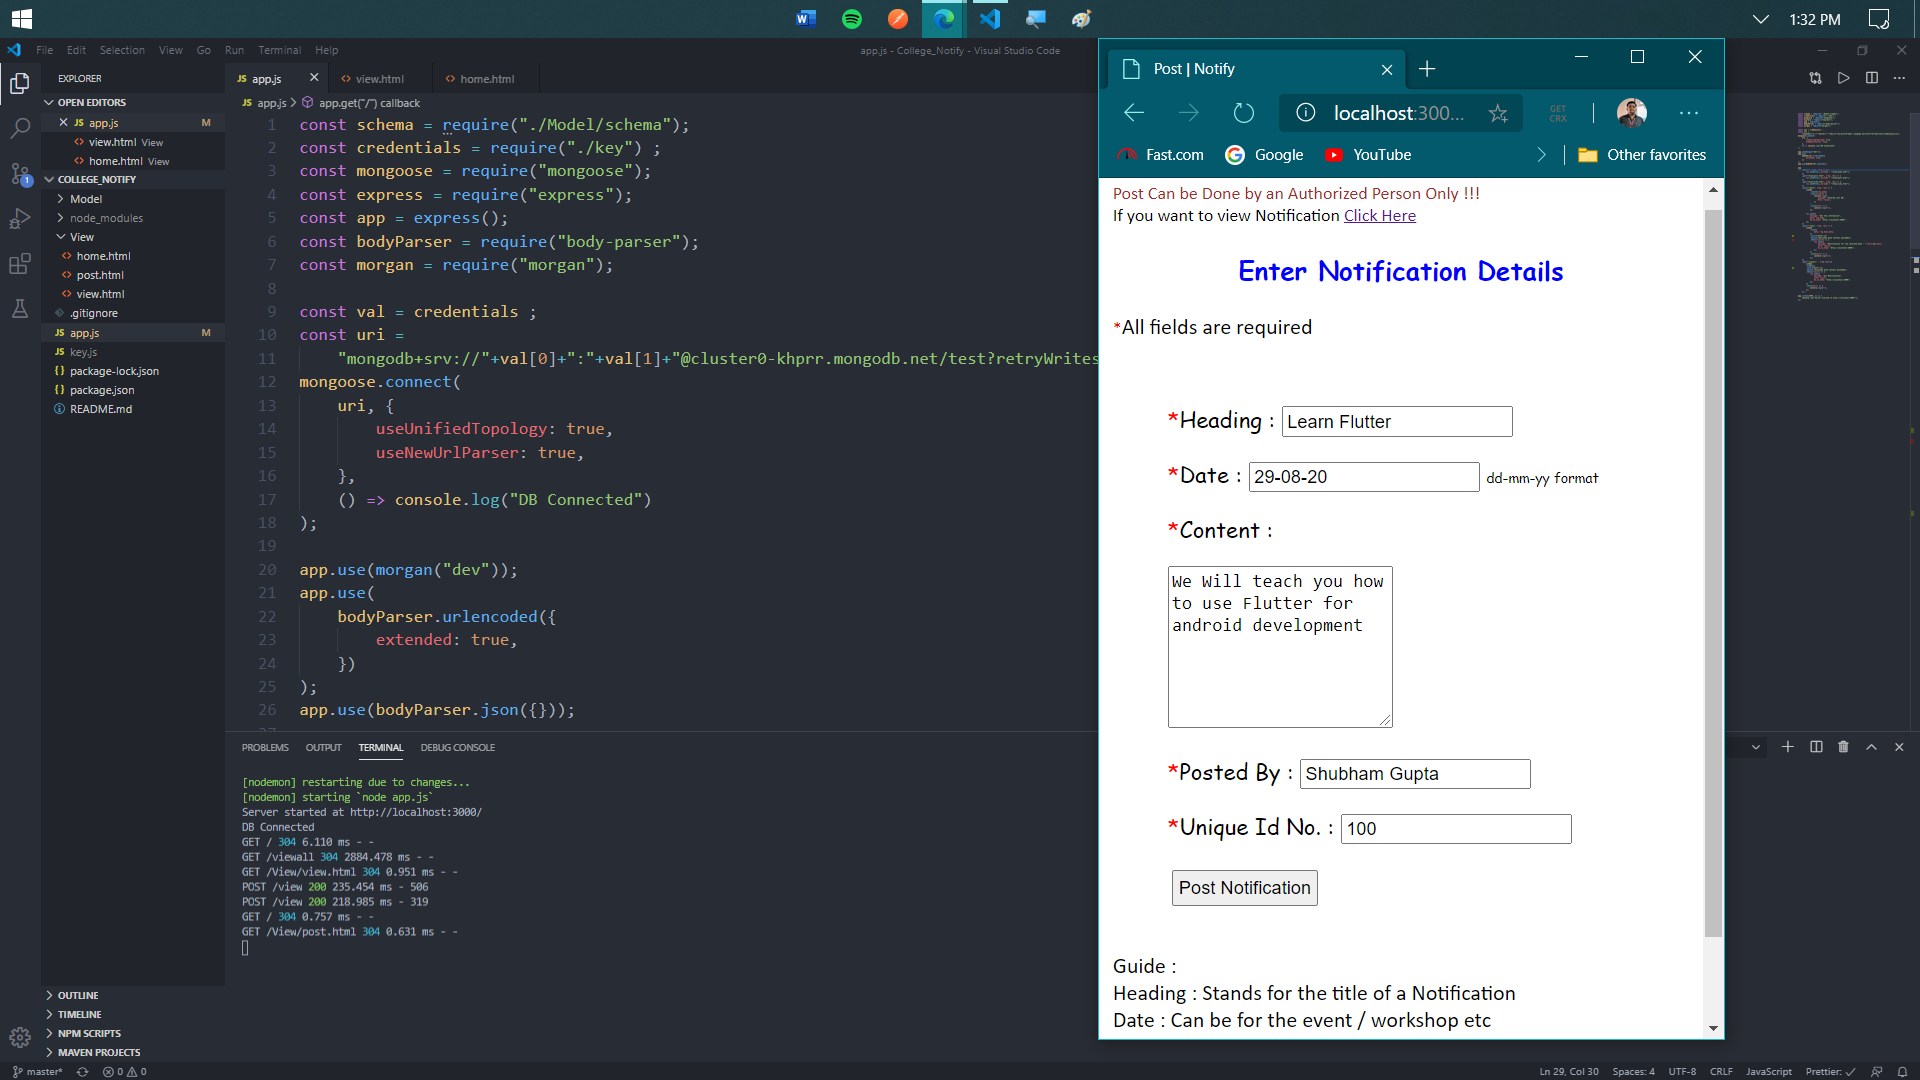 1:32 PM
File Edit Selection View Go Run Terminal Help
app.js - College_Notify - Visual Studio Code
EXPLORER
OPEN EDITORS
app.js M
view.html View
home.html View
COLLEGE_NOTIFY
Model
node_modules
View
home.html
post.html
view.html
.gitignore
app.js M
key.js
package-lock.json
package.json
README.md
OUTLINE
TIMELINE
NPM SCRIPTS
MAVEN PROJECTS
app.js view.html home.html
app.js > app.get("/") callback
1 const schema = require("./Model/schema");
2 const credentials = require("./key") ;
3 const mongoose = require("mongoose");
4 const express = require("express");
5 const app = express();
6 const bodyParser = require("body-parser");
7 const morgan = require("morgan");
8
9 const val = credentials ;
10 const uri =
11 "mongodb+srv://"+val[0]+":"+val[1]+"@cluster0-khprr.mongodb.net/test?retryWrites
12 mongoose.connect(
13 uri, {
14 useUnifiedTopology: true,
15 useNewUrlParser: true,
16 },
17 () => console.log("DB Connected")
18 );
19
20 app.use(morgan("dev"));
21 app.use(
22 bodyParser.urlencoded({
23 extended: true,
24 })
25 );
26 app.use(bodyParser.json({}));
27
PROBLEMS OUTPUT TERMINAL DEBUG CONSOLE
[nodemon] restarting due to changes...
[nodemon] starting `node app.js`
Server started at http://localhost:3000/
DB Connected
GET / 304 6.110 ms - -
GET /viewall 304 2884.478 ms - -
GET /View/view.html 304 0.951 ms - -
POST /view 200 235.454 ms - 506
POST /view 200 218.985 ms - 319
GET / 304 0.757 ms - -
GET /View/post.html 304 0.631 ms - -
Post | Notify
localhost:300...
GET CRX
Fast.com Google YouTube Other favorites
Post Can be Done by an Authorized Person Only !!!
If you want to view Notification Click Here
Enter Notification Details
*All fields are required
*Heading : Learn Flutter
*Date : 29-08-20 dd-mm-yy format
*Content :
We Will teach you how
to use Flutter for
android development
*Posted By : Shubham Gupta
*Unique Id No. : 100
Post Notification
Guide :
Heading : Stands for the title of a Notification
Date : Can be for the event / workshop etc
master* 0 0
Ln 29, Col 30 Spaces: 4 UTF-8 CRLF JavaScript Prettier: ✓